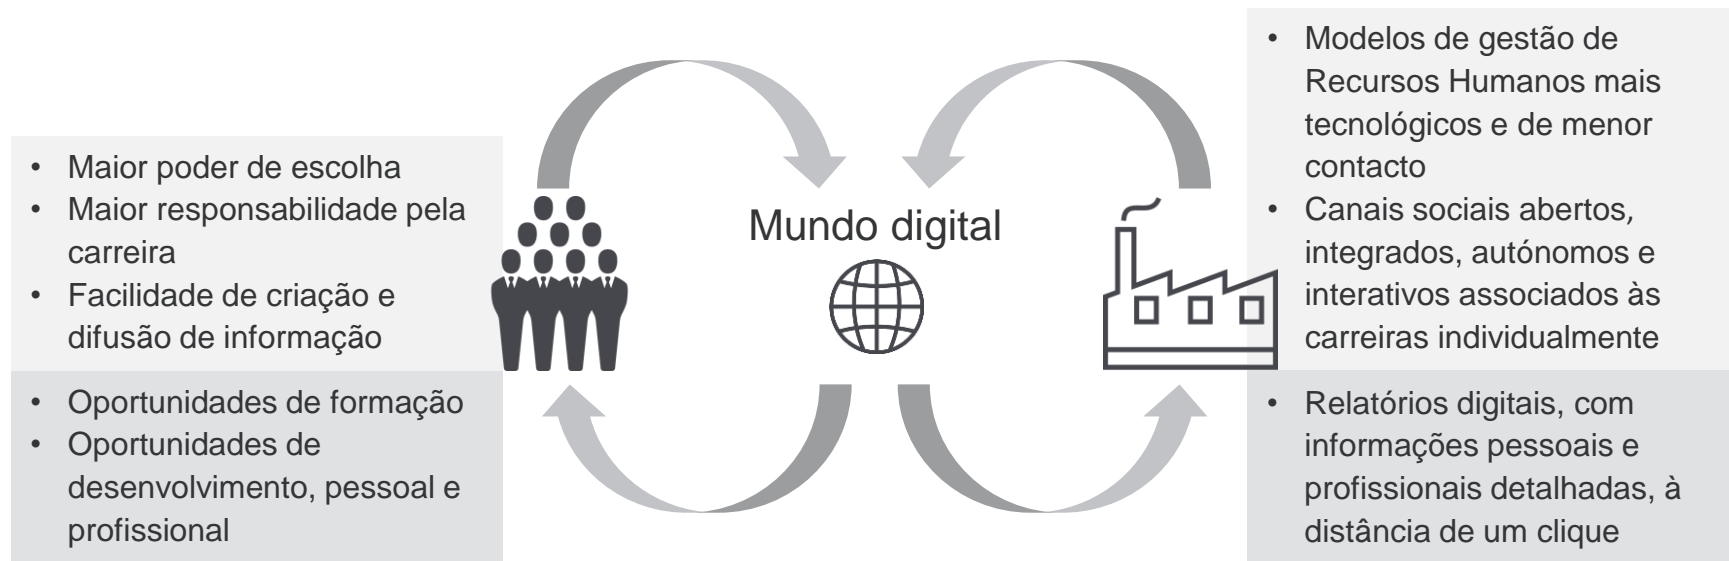 • Maior poder de escolha
• Maior responsabilidade pela
carreira
• Facilidade de criação e
difusão de informação
• Oportunidades de formação
• Oportunidades de
desenvolvimento, pessoal e
profissional
Mundo digital
• Modelos de gestão de
Recursos Humanos mais
tecnológicos e de menor
contacto
• Canais sociais abertos,
integrados, autónomos e
interativos associados às
carreiras individualmente
• Relatórios digitais, com
informações pessoais e
profissionais detalhadas, à
distância de um clique